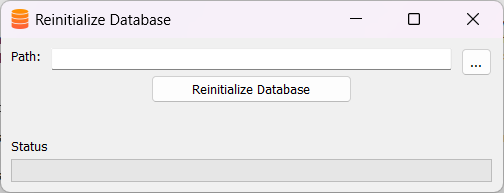 Reinitialize Database
Path:
...
Reinitialize Database
Status